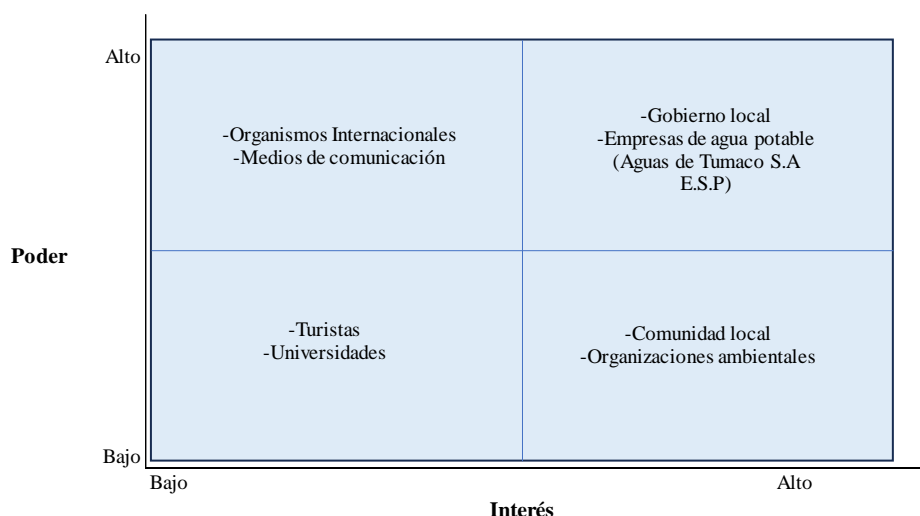 Alto
-Organismos Internacionales
-Medios de comunicación
-Gobierno local
-Empresas de agua potable
(Aguas de Tumaco S.A
E.S.P)
Poder
-Turistas
-Universidades
-Comunidad local
-Organizaciones ambientales
Bajo
Bajo
Alto
Interés